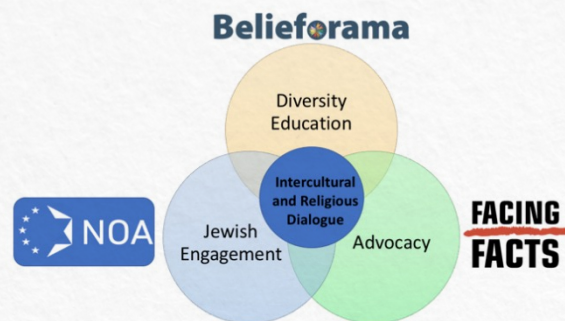 Belieforama
Diversity
Education
Intercultural
and Religious
Dialogue
NOA
Jewish
Engagement
Advocacy
FACING
FACTS